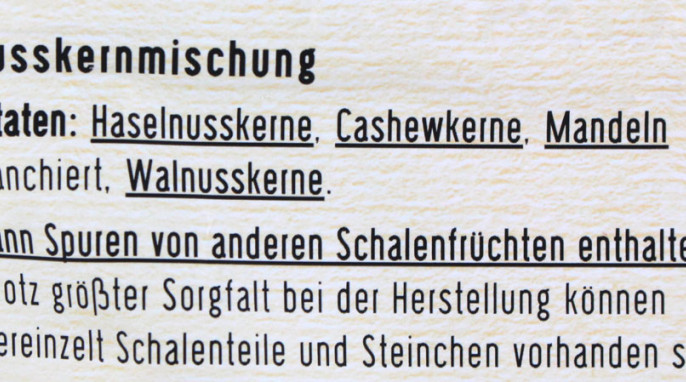 usskernmischung
taten: Haselnusskerne, Cashewkerne, Mandeln
anchiert, Walnusskerne.
ann Spuren von anderen Schalenfrüchten enthalte
otz größter Sorgfalt bei der Herstellung können
ereinzelt Schalenteile und Steinchen vorhanden s